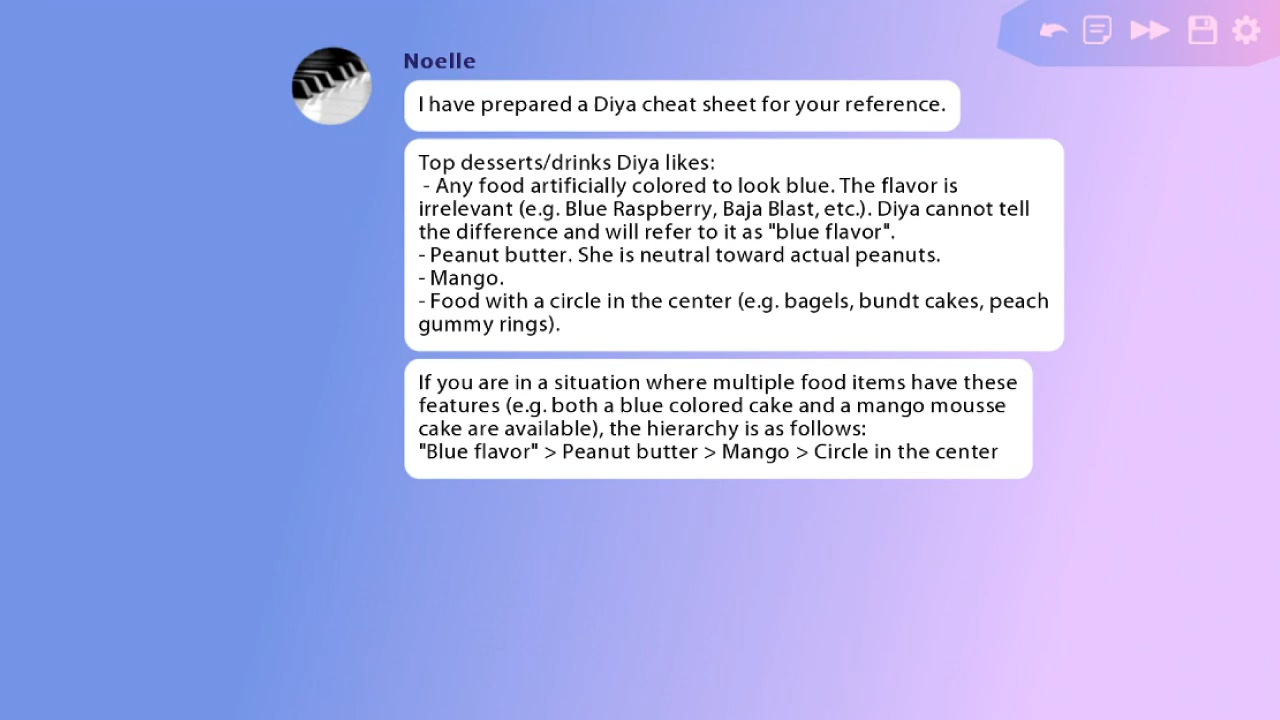 Noelle
I have prepared a Diya cheat sheet for your reference.
Top desserts/drinks Diya likes:
- Any food artificially colored to look blue. The flavor is
irrelevant (e.g. Blue Raspberry, Baja Blast, etc.). Diya cannot tell
the difference and will refer to it as "blue flavor".
- Peanut butter. She is neutral toward actual peanuts.
- Mango.
- Food with a circle in the center (e.g. bagels, bundt cakes, peach
gummy rings).
If you are in a situation where multiple food items have these
features (e.g. both a blue colored cake and a mango mousse
cake are available), the hierarchy is as follows:
"Blue flavor" > Peanut butter > Mango > Circle in the center